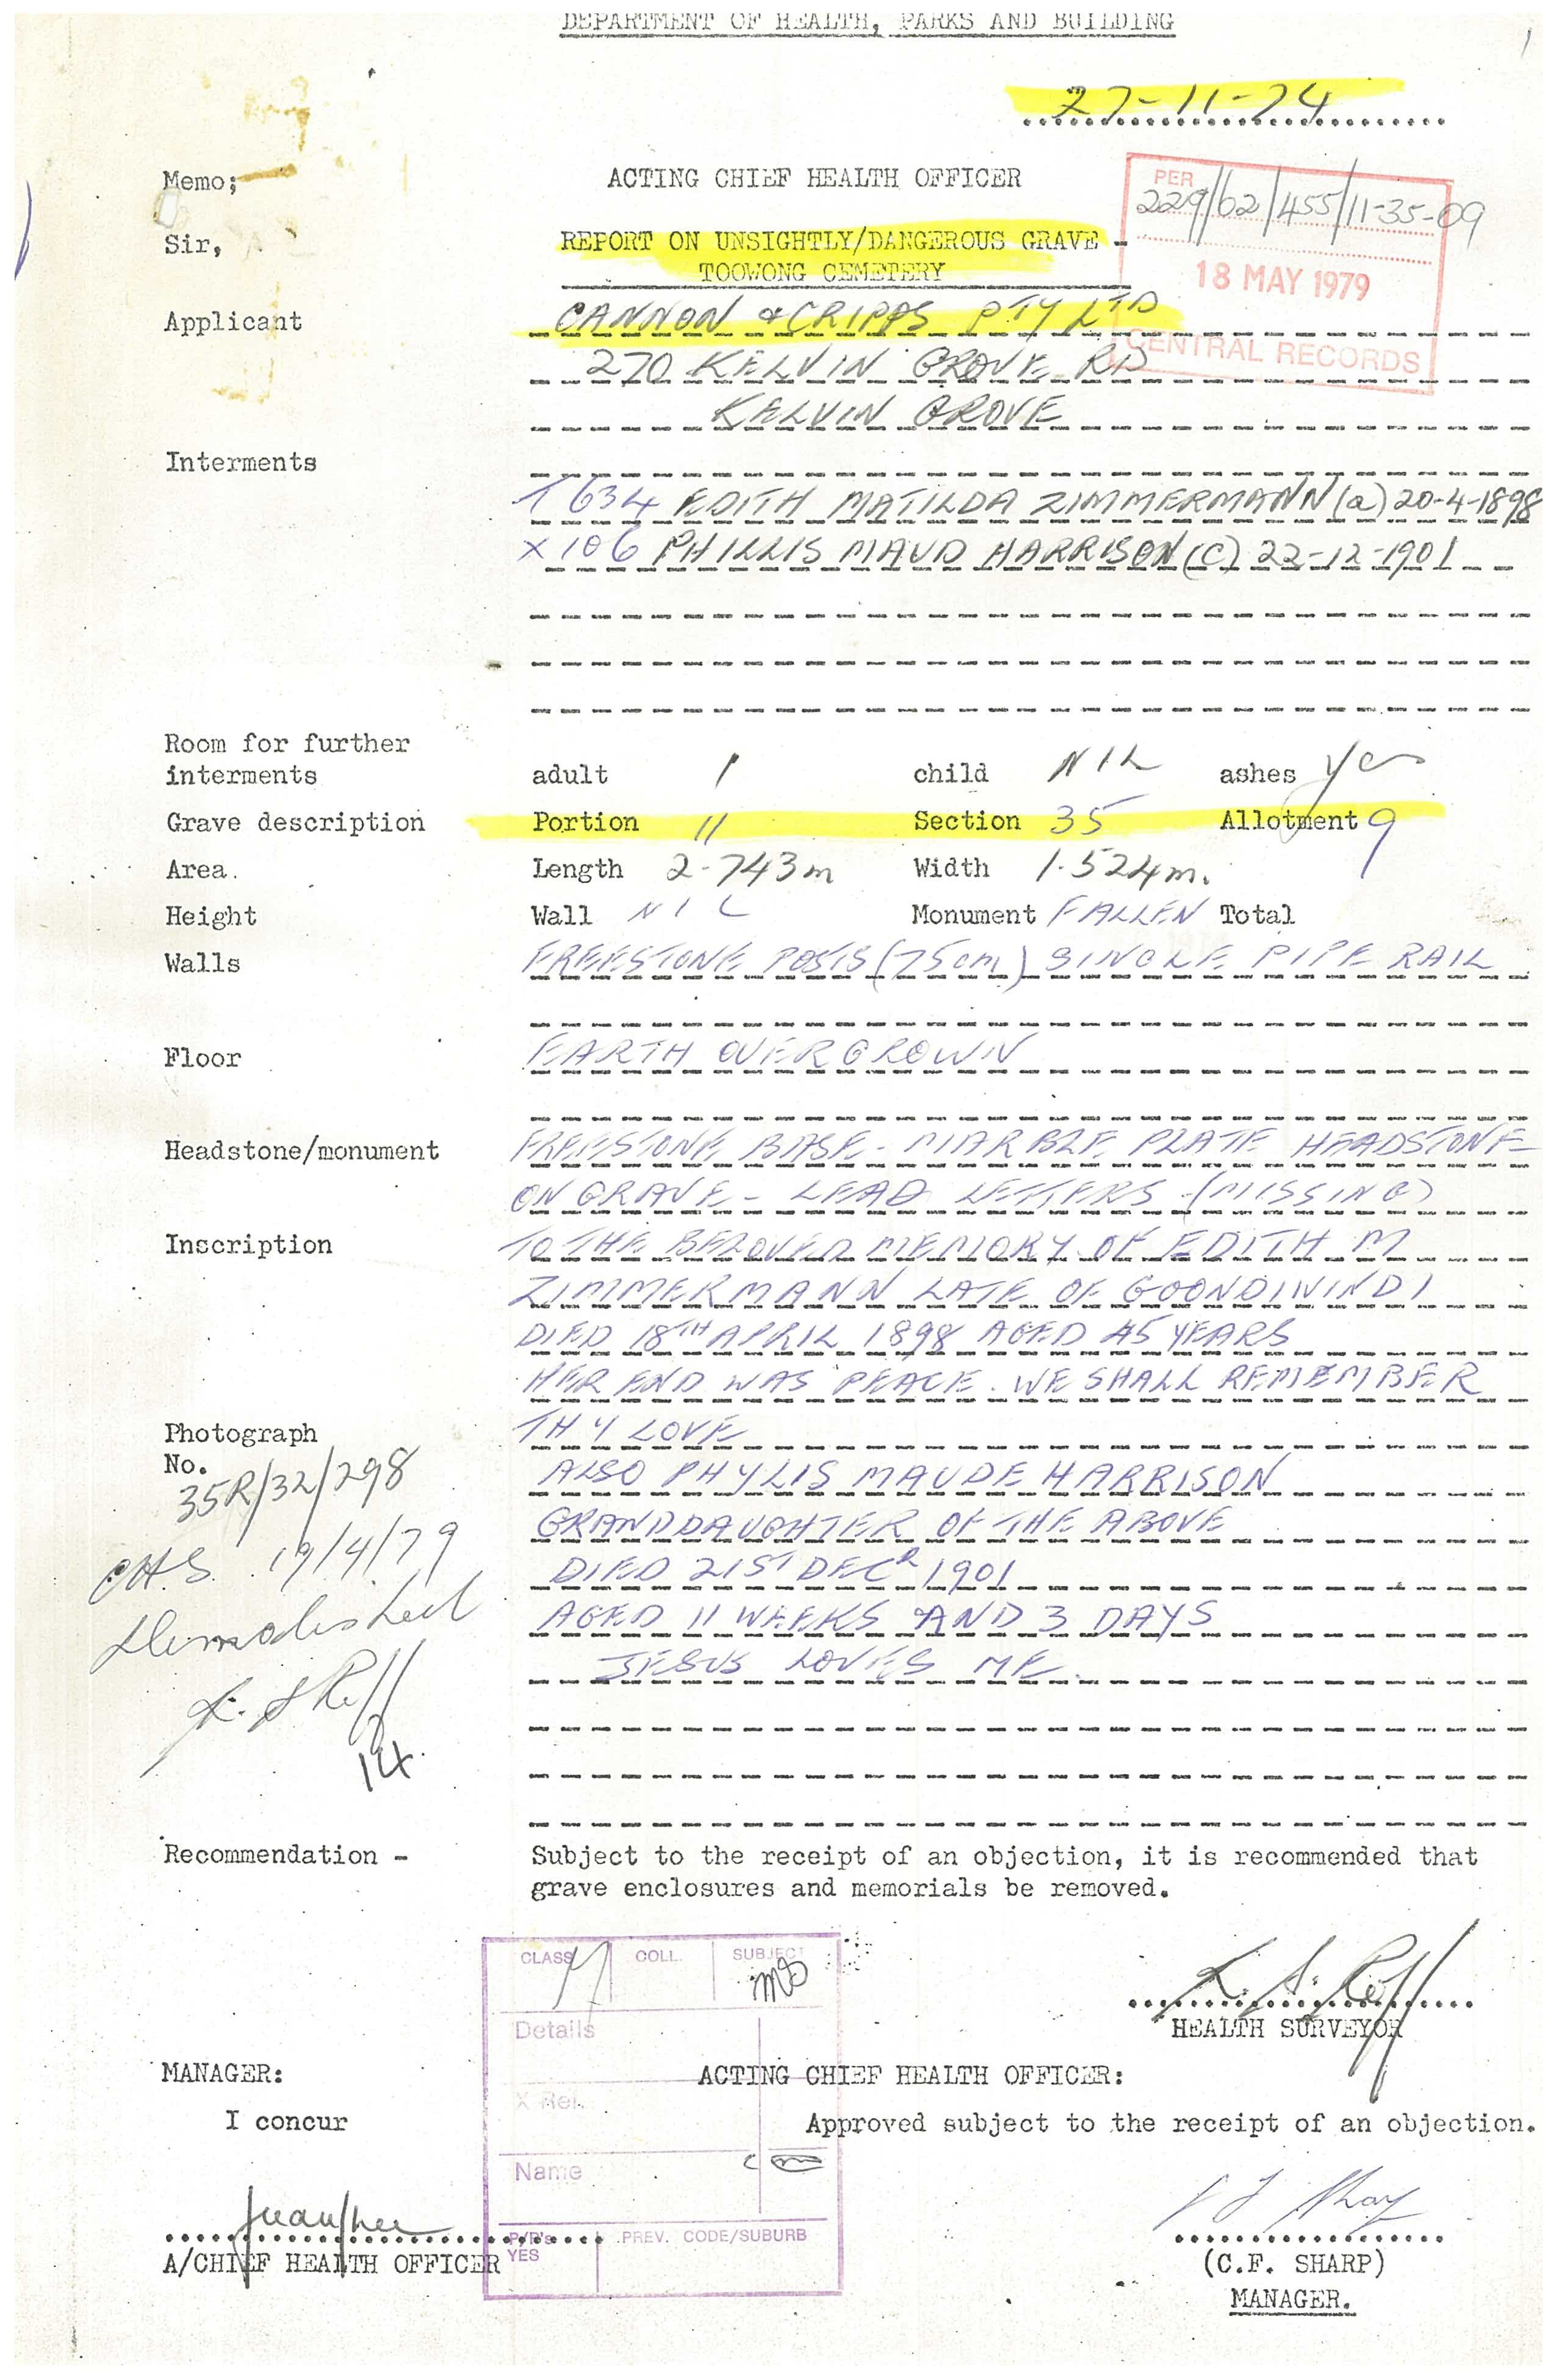 DEPARTMENT OF HEALTH, PARKS AND BUILDING
27-11-74
Memo; ACTING CHIEF HEALTH OFFICER
PER
229/62/455/11-35-09
Sir, REPORT ON UNSIGHTLY/DANGEROUS GRAVE -
TOOWONG CEMETERY
18 MAY 1979
CENTRAL RECORDS
Applicant CANNON & CRIPPS PTY LTD
270 KELVIN GROVE RD
KELVIN GROVE
Interments
T 634 EDITH MATILDA ZIMMERMANN (a) 20-4-1898
X 106 PHILLIS MAUD HARRISON (C) 22-12-1901
Room for further
interments adult 1 child NIL ashes yes
Grave description Portion 11 Section 35 Allotment 9
Area. Length 2.743m Width 1.524m.
Height Wall NIL Monument FALLEN Total
Walls FREESTONE POSTS (75cm) SINGLE PIPE RAIL
Floor EARTH OVERGROWN
Headstone/monument FREESTONE BASE - MARBLE PLATE HEADSTONE
ON GRAVE - LEAD LETTERS - (MISSING)
Inscription TO THE BELOVED MEMORY OF EDITH M
ZIMMERMANN LATE OF GOONDIWINDI
DIED 18TH APRIL 1898 AGED 45 YEARS
HER END WAS PEACE. WE SHALL REMEMBER
Photograph THY LOVE
No. 35R/32/298
ALSO PHYLIS MAUDE HARRISON
GRANDDAUGHTER OF THE ABOVE
19/4/79
DIED 21ST DECR 1901
Demolished
AGED 11 WEEKS AND 3 DAYS
JESUS LOVES ME.
14.
Recommendation - Subject to the receipt of an objection, it is recommended that
grave enclosures and memorials be removed.
CLASS COLL. SUBJECT
Details
HEALTH SURVEYOR
MANAGER: ACTING CHIEF HEALTH OFFICER:
X Ref.
I concur Approved subject to the receipt of an objection.
Name
P/R's PREV. CODE/SUBURB
YES
A/CHIEF HEALTH OFFICER (C.F. SHARP)
MANAGER.